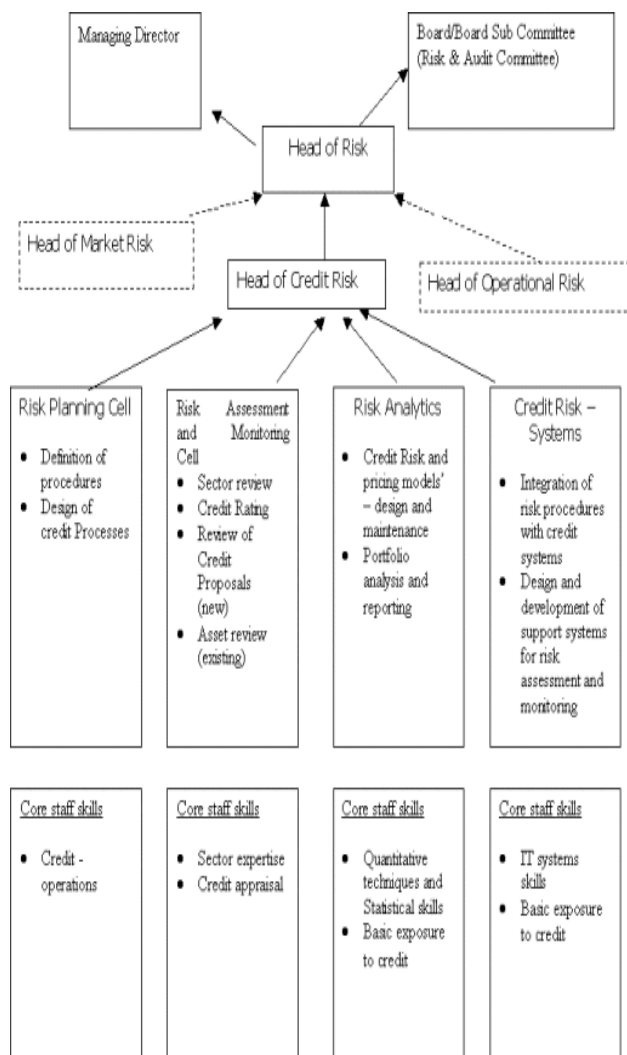 Managing Director
Board/Board Sub Committee
(Risk & Audit Committee)
Head of Risk
Head of Market Risk
Head of Credit Risk
Head of Operational Risk
Risk Planning Cell
● Definition of
procedures
● Design of
credit Processes
Risk Assessment
and Monitoring
Cell
● Sector review
● Credit Rating
● Review of
Credit
Proposals
(new)
● Asset review
(existing)
Risk Analytics
● Credit Risk and
pricing models'
– design and
maintenance
● Portfolio
analysis and
reporting
Credit Risk –
Systems
● Integration of
risk procedures
with credit
systems
● Design and
development of
support systems
for risk
assessment and
monitoring
Core staff skills
● Credit -
operations
Core staff skills
● Sector expertise
● Credit appraisal
Core staff skills
● Quantitative
techniques and
Statistical skills
● Basic exposure
to credit
Core staff skills
● IT systems
skills
● Basic exposure
to credit